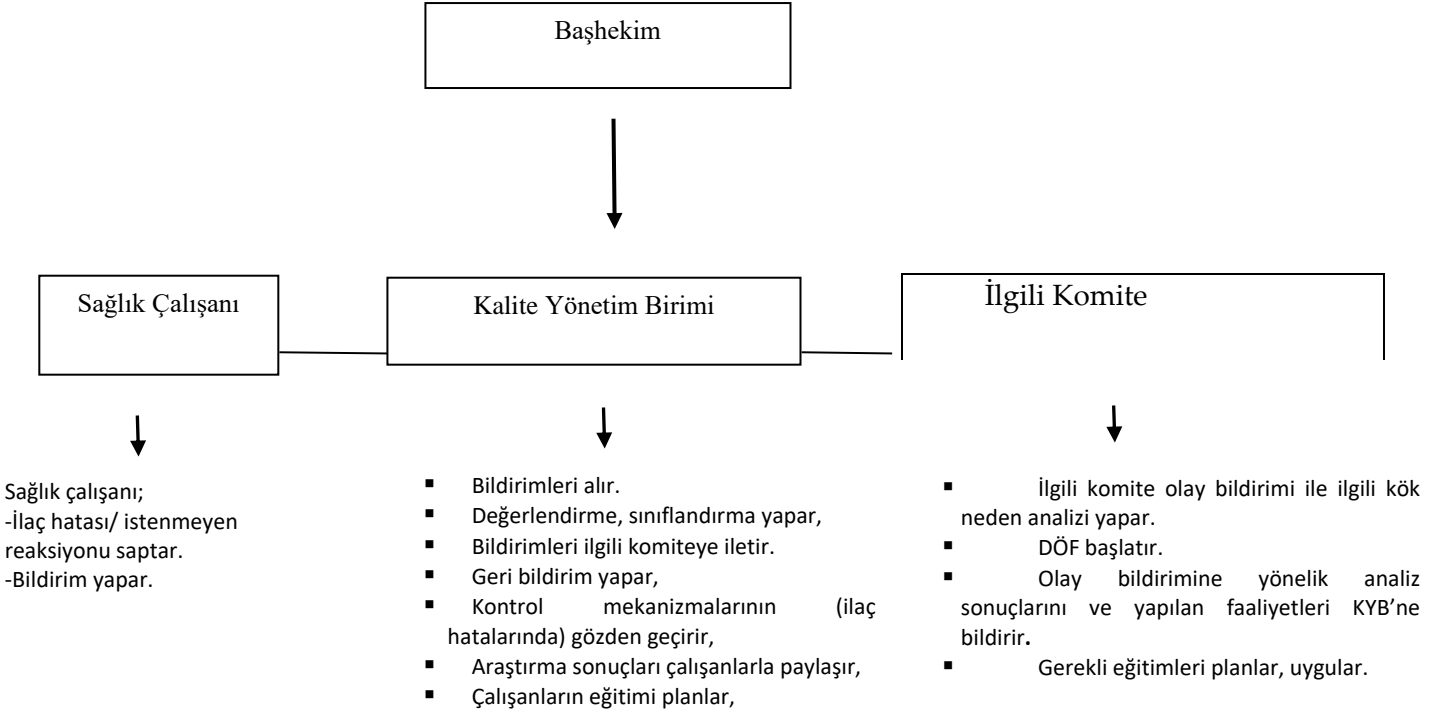 Başhekim
Sağlık Çalışanı
Kalite Yönetim Birimi
İlgili Komite
Sağlık çalışanı;
-İlaç hatası/ istenmeyen
reaksiyonu saptar.
-Bildirim yapar.
▪ Bildirimleri alır.
▪ Değerlendirme, sınıflandırma yapar,
▪ Bildirimleri ilgili komiteye iletir.
▪ Geri bildirim yapar,
▪ Kontrol mekanizmalarının (ilaç
hatalarında) gözden geçirir,
▪ Araştırma sonuçları çalışanlarla paylaşır,
▪ Çalışanların eğitimi planlar,
▪ İlgili komite olay bildirimi ile ilgili kök
neden analizi yapar.
▪ DÖF başlatır.
▪ Olay bildirimine yönelik analiz
sonuçlarını ve yapılan faaliyetleri KYB’ne
bildirir.
▪ Gerekli eğitimleri planlar, uygular.